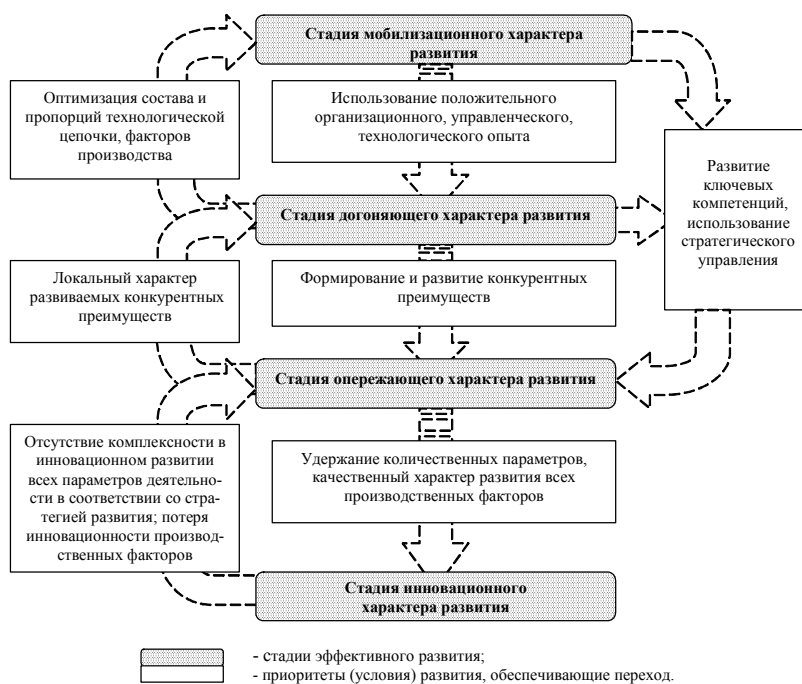 Стадия мобилизационного характера
развития
Оптимизация состава и
пропорций технологической
цепочки, факторов
производства
Использование положительного
организационного, управленческого,
технологического опыта
Развитие
ключевых
компетенций,
использование
стратегического
управления
Стадия догоняющего характера развития
Локальный характер
развиваемых конкурентных
преимуществ
Формирование и развитие конкурентных
преимуществ
Стадия опережающего характера развития
Отсутствие комплексности в
инновационном развитии
всех параметров деятельно-
сти в соответствии со стра-
тегией развития; потеря
инновационности производ-
ственных факторов
Удержание количественных параметров,
качественный характер развития всех
производственных факторов
Стадия инновационного
характера развития
- стадии эффективного развития;
- приоритеты (условия) развития, обеспечивающие переход.